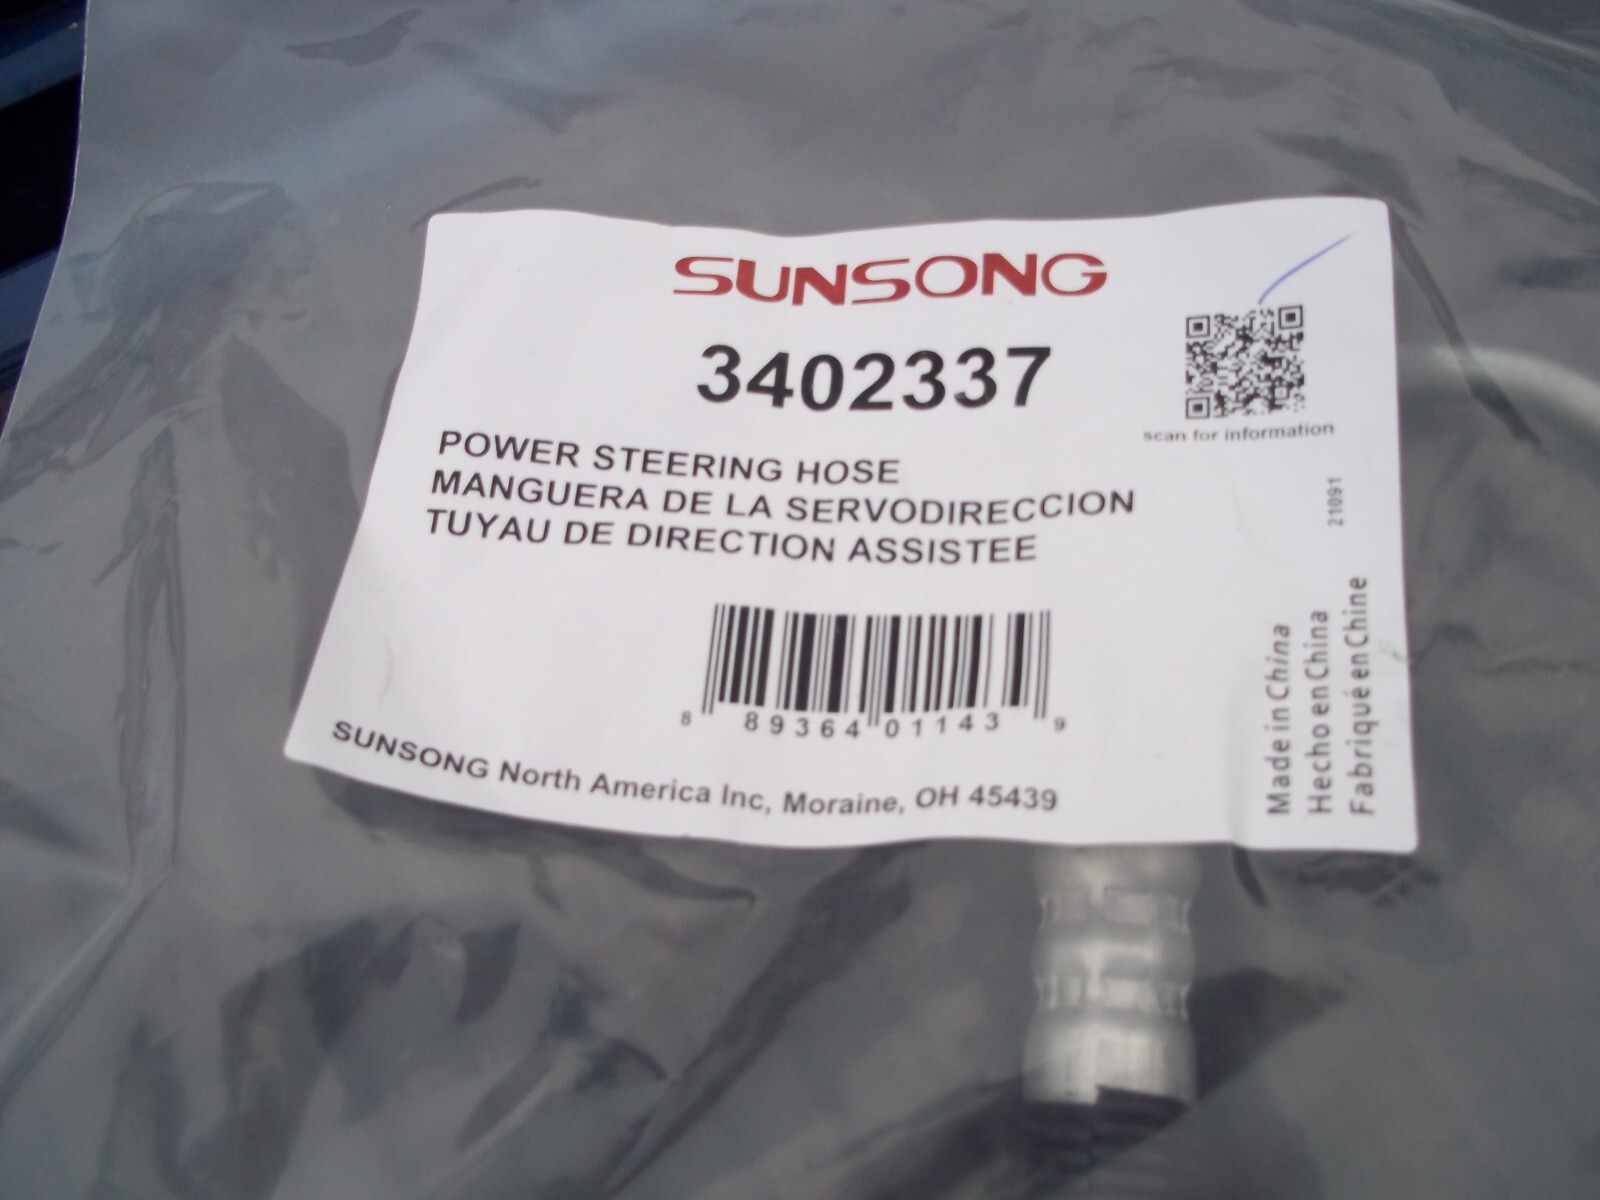 SUNSONG
3402337
scan for information
POWER STEERING HOSE
MANGUERA DE LA SERVODIRECCION
TUYAU DE DIRECTION ASSISTEE
21091
8 89364 01143 9
SUNSONG North America Inc, Moraine, OH 45439
Made in China
Hecho en China
Fabriqué en Chine